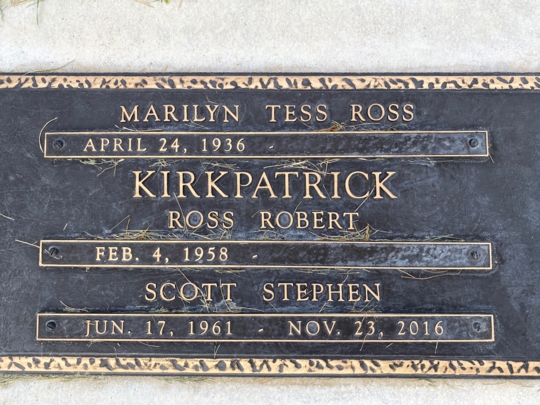 MARILYN TESS ROSS
APRIL 24, 1936 -
KIRKPATRICK
ROSS ROBERT
FEB. 4, 1958 -
SCOTT STEPHEN
JUN. 17, 1961 - NOV. 23, 2016